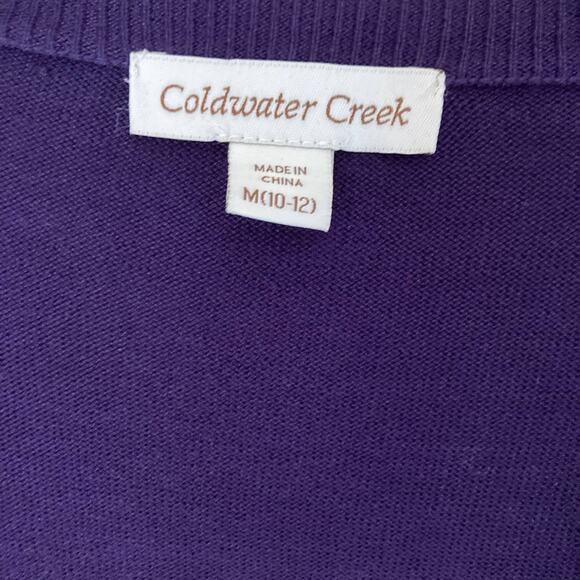 Coldwater Creek
MADE IN
CHINA
M(10-12)